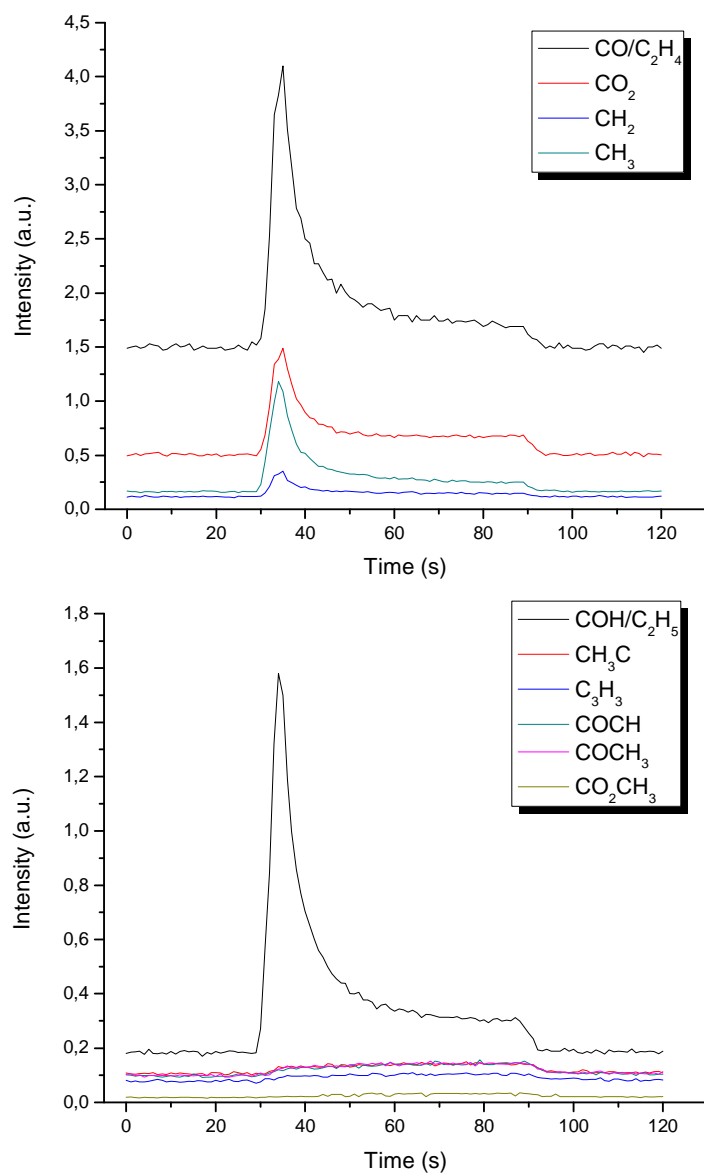 4,5
4,0
3,5
3,0
2,5
2,0
1,5
1,0
0,5
0,0
Intensity (a.u.)
0 20 40 60 80 100 120
Time (s)
CO/C₂H₄
CO₂
CH₂
CH₃
1,8
1,6
1,4
1,2
1,0
0,8
0,6
0,4
0,2
0,0
Intensity (a.u.)
0 20 40 60 80 100 120
Time (s)
COH/C₂H₅
CH₃C
C₃H₃
COCH
COCH₃
CO₂CH₃